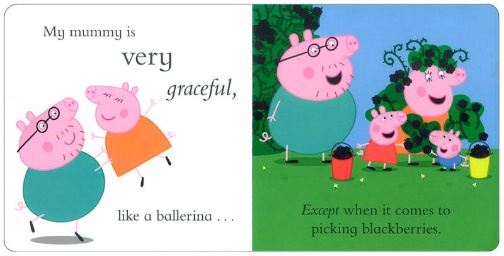 My mummy is
very
graceful,
like a ballerina . . .
Except when it comes to
picking blackberries.